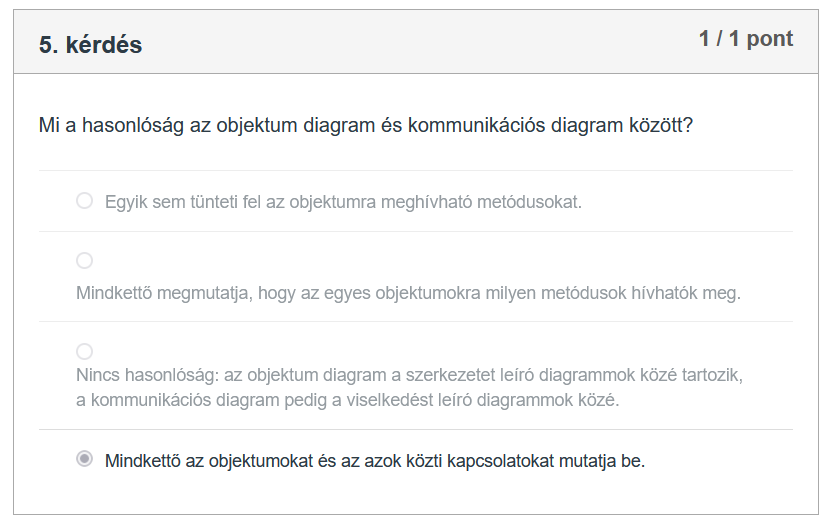 5. kérdés
1 / 1 pont
Mi a hasonlóság az objektum diagram és kommunikációs diagram között?
Egyik sem tünteti fel az objektumra meghívható metódusokat.
Mindkettő megmutatja, hogy az egyes objektumokra milyen metódusok hívhatók meg.
Nincs hasonlóság: az objektum diagram a szerkezetet leíró diagrammok közé tartozik,
a kommunikációs diagram pedig a viselkedést leíró diagrammok közé.
Mindkettő az objektumokat és az azok közti kapcsolatokat mutatja be.